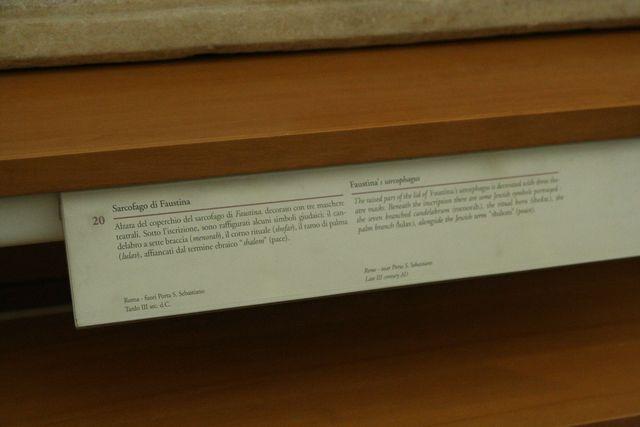 20
Sarcofago di Faustina
Alzata del coperchio del sarcofago di Faustina, decorato con tre maschere
teatrali. Sotto l'iscrizione, sono raffigurati alcuni simboli giudaici: il can-
delabro a sette braccia (menorah), il corno rituale (shofar), il ramo di palma
(lulav), affiancati dal termine ebraico "shalom" (pace).
Roma - fuori Porta S. Sebastiano
Tardo III sec. d.C.
Faustina's sarcophagus
The raised part of the lid of Faustina's sarcophagus is decorated with three the-
atre masks. Beneath the inscription there are some Jewish symbols portrayed:
the seven branched candelabrum (menorah), the ritual horn (shofar), the
palm branch (lulav), alongside the Jewish term "shalom" (peace).
Rome - near Porta S. Sebastiano
Late III century AD